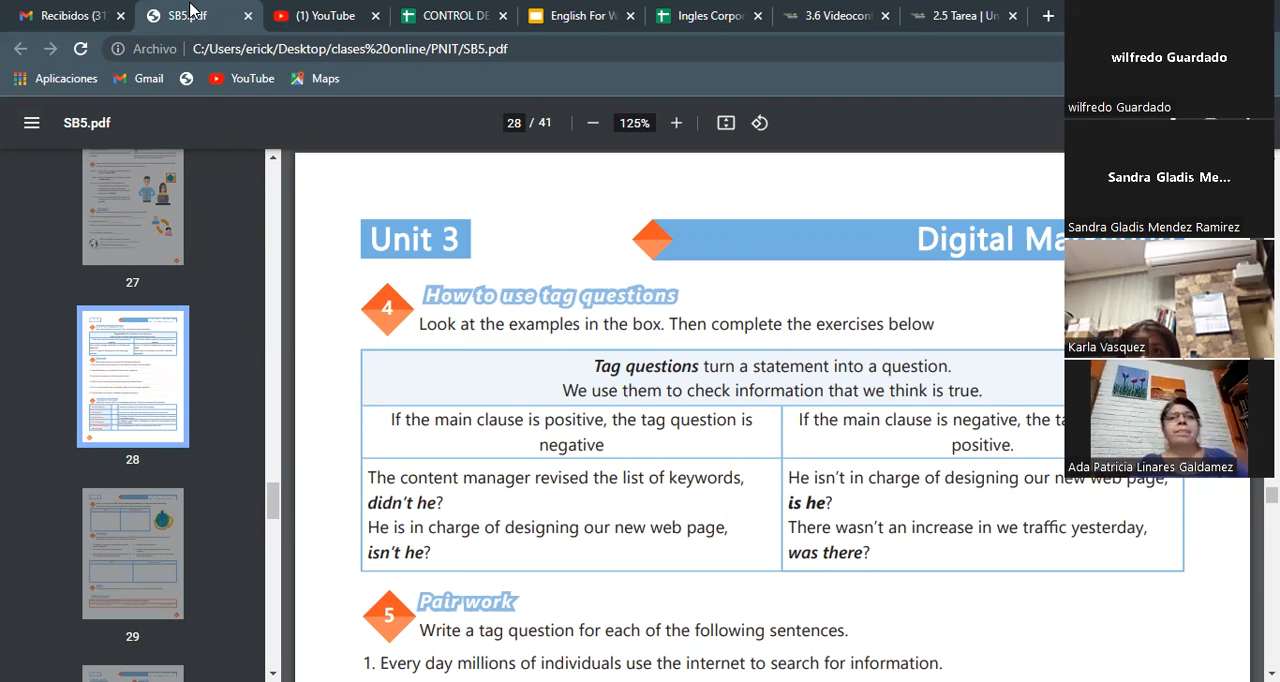 Recibidos (31
SB5.pdf
(1) YouTube
CONTROL DE
English For W
Ingles Corpor
3.6 Videoconf
2.5 Tarea | Un
Archivo C:/Users/erick/Desktop/clases%20online/PNIT/SB5.pdf
Aplicaciones Gmail YouTube Maps
SB5.pdf
28 / 41
125%
27
28
29
Unit 3
Digital Ma
4
How to use tag questions
Look at the examples in the box. Then complete the exercises below
Tag questions turn a statement into a question.
We use them to check information that we think is true.
If the main clause is positive, the tag question is
negative
If the main clause is negative, the ta
positive.
The content manager revised the list of keywords,
didn't he?
He is in charge of designing our new web page,
isn't he?
He isn't in charge of designing our new web page,
is he?
There wasn't an increase in we traffic yesterday,
was there?
5
Pair work
Write a tag question for each of the following sentences.
1. Every day millions of individuals use the internet to search for information.
wilfredo Guardado
wilfredo Guardado
Sandra Gladis Me...
Sandra Gladis Mendez Ramirez
Karla Vasquez
Ada Patricia Linares Galdamez